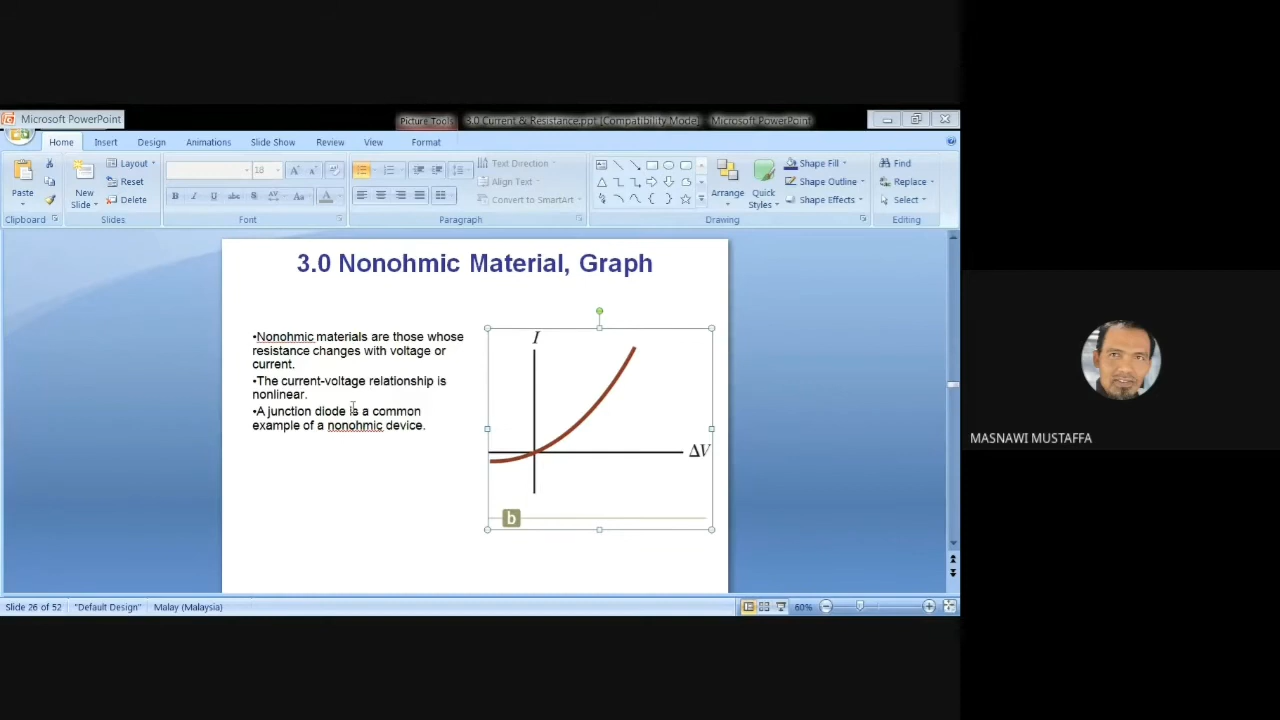 Microsoft PowerPoint
Picture Tools
3.0 Current & Resistance.ppt [Compatibility Mode] - Microsoft PowerPoint
Home Insert Design Animations Slide Show Review View Format
Paste
Clipboard
New Slide
Layout
Reset
Delete
Slides
18
Font
Text Direction
Align Text
Convert to SmartArt
Paragraph
Arrange
Quick Styles
Shape Fill
Shape Outline
Shape Effects
Drawing
Find
Replace
Select
Editing
3.0 Nonohmic Material, Graph
•Nonohmic materials are those whose
resistance changes with voltage or
current.
•The current-voltage relationship is
nonlinear.
•A junction diode is a common
example of a nonohmic device.
I
ΔV
b
MASNAWI MUSTAFFA
Slide 26 of 52 "Default Design" Malay (Malaysia) 60%